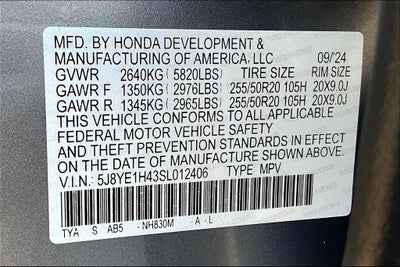 MFD. BY HONDA DEVELOPMENT &
MANUFACTURING OF AMERICA, LLC 09/'24
GVWR 2640KG (5820LBS) TIRE SIZE RIM SIZE
GAWR F 1350KG (2976LBS) 255/50R20 105H 20X9.0J
GAWR R 1345KG (2965LBS) 255/50R20 105H 20X9.0J
THIS VEHICLE CONFORMS TO ALL APPLICABLE
FEDERAL MOTOR VEHICLE SAFETY
AND THEFT PREVENTION STANDARDS IN EFFECT
ON THE DATE OF MANUFACTURE SHOWN ABOVE.
V.I.N.: 5J8YE1H43SL012406 TYPE: MPV
TYA S AB5 -NH830M -A -L